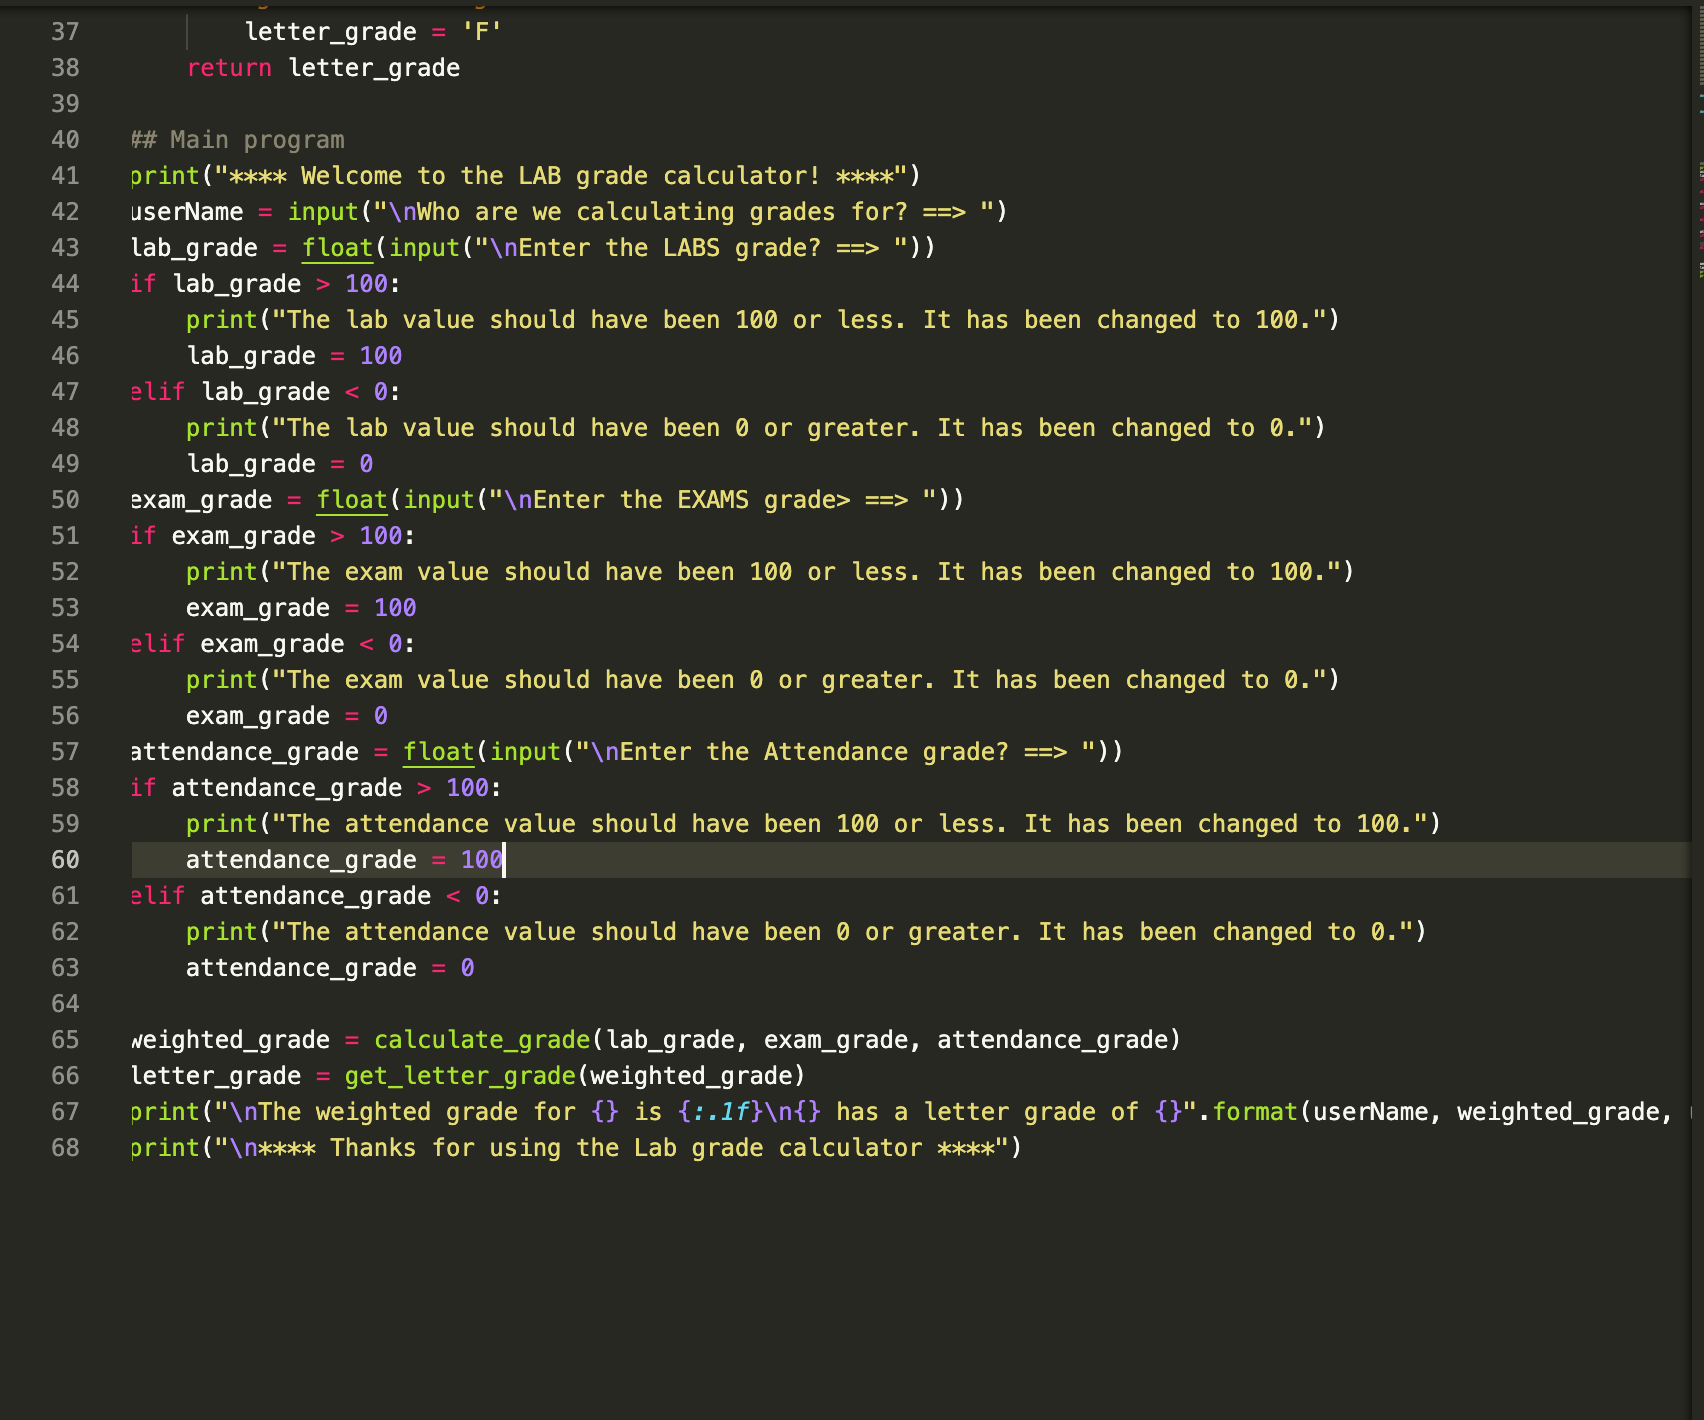 37         letter_grade = 'F'
38     return letter_grade
39
40 ## Main program
41 print("**** Welcome to the LAB grade calculator! ****")
42 userName = input("\nWho are we calculating grades for? ==> ")
43 lab_grade = float(input("\nEnter the LABS grade? ==> "))
44 if lab_grade > 100:
45     print("The lab value should have been 100 or less. It has been changed to 100.")
46     lab_grade = 100
47 elif lab_grade < 0:
48     print("The lab value should have been 0 or greater. It has been changed to 0.")
49     lab_grade = 0
50 exam_grade = float(input("\nEnter the EXAMS grade> ==> "))
51 if exam_grade > 100:
52     print("The exam value should have been 100 or less. It has been changed to 100.")
53     exam_grade = 100
54 elif exam_grade < 0:
55     print("The exam value should have been 0 or greater. It has been changed to 0.")
56     exam_grade = 0
57 attendance_grade = float(input("\nEnter the Attendance grade? ==> "))
58 if attendance_grade > 100:
59     print("The attendance value should have been 100 or less. It has been changed to 100.")
60     attendance_grade = 100
61 elif attendance_grade < 0:
62     print("The attendance value should have been 0 or greater. It has been changed to 0.")
63     attendance_grade = 0
64
65 weighted_grade = calculate_grade(lab_grade, exam_grade, attendance_grade)
66 letter_grade = get_letter_grade(weighted_grade)
67 print("\nThe weighted grade for {} is {:.1f}\n{} has a letter grade of {}".format(userName, weighted_grade,
68 print("\n**** Thanks for using the Lab grade calculator ****")